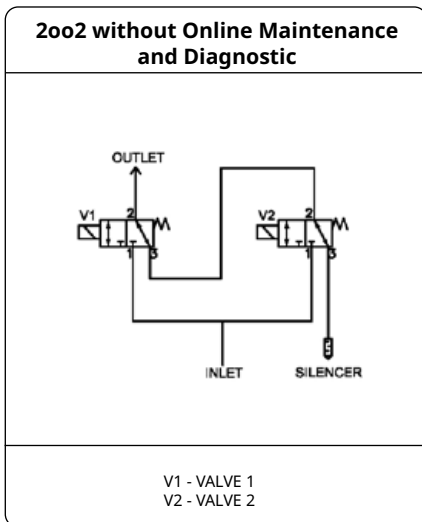 2oo2 without Online Maintenance
and Diagnostic
OUTLET
V1
2
1
3
V2
2
1
3
INLET
SILENCER
V1 - VALVE 1
V2 - VALVE 2